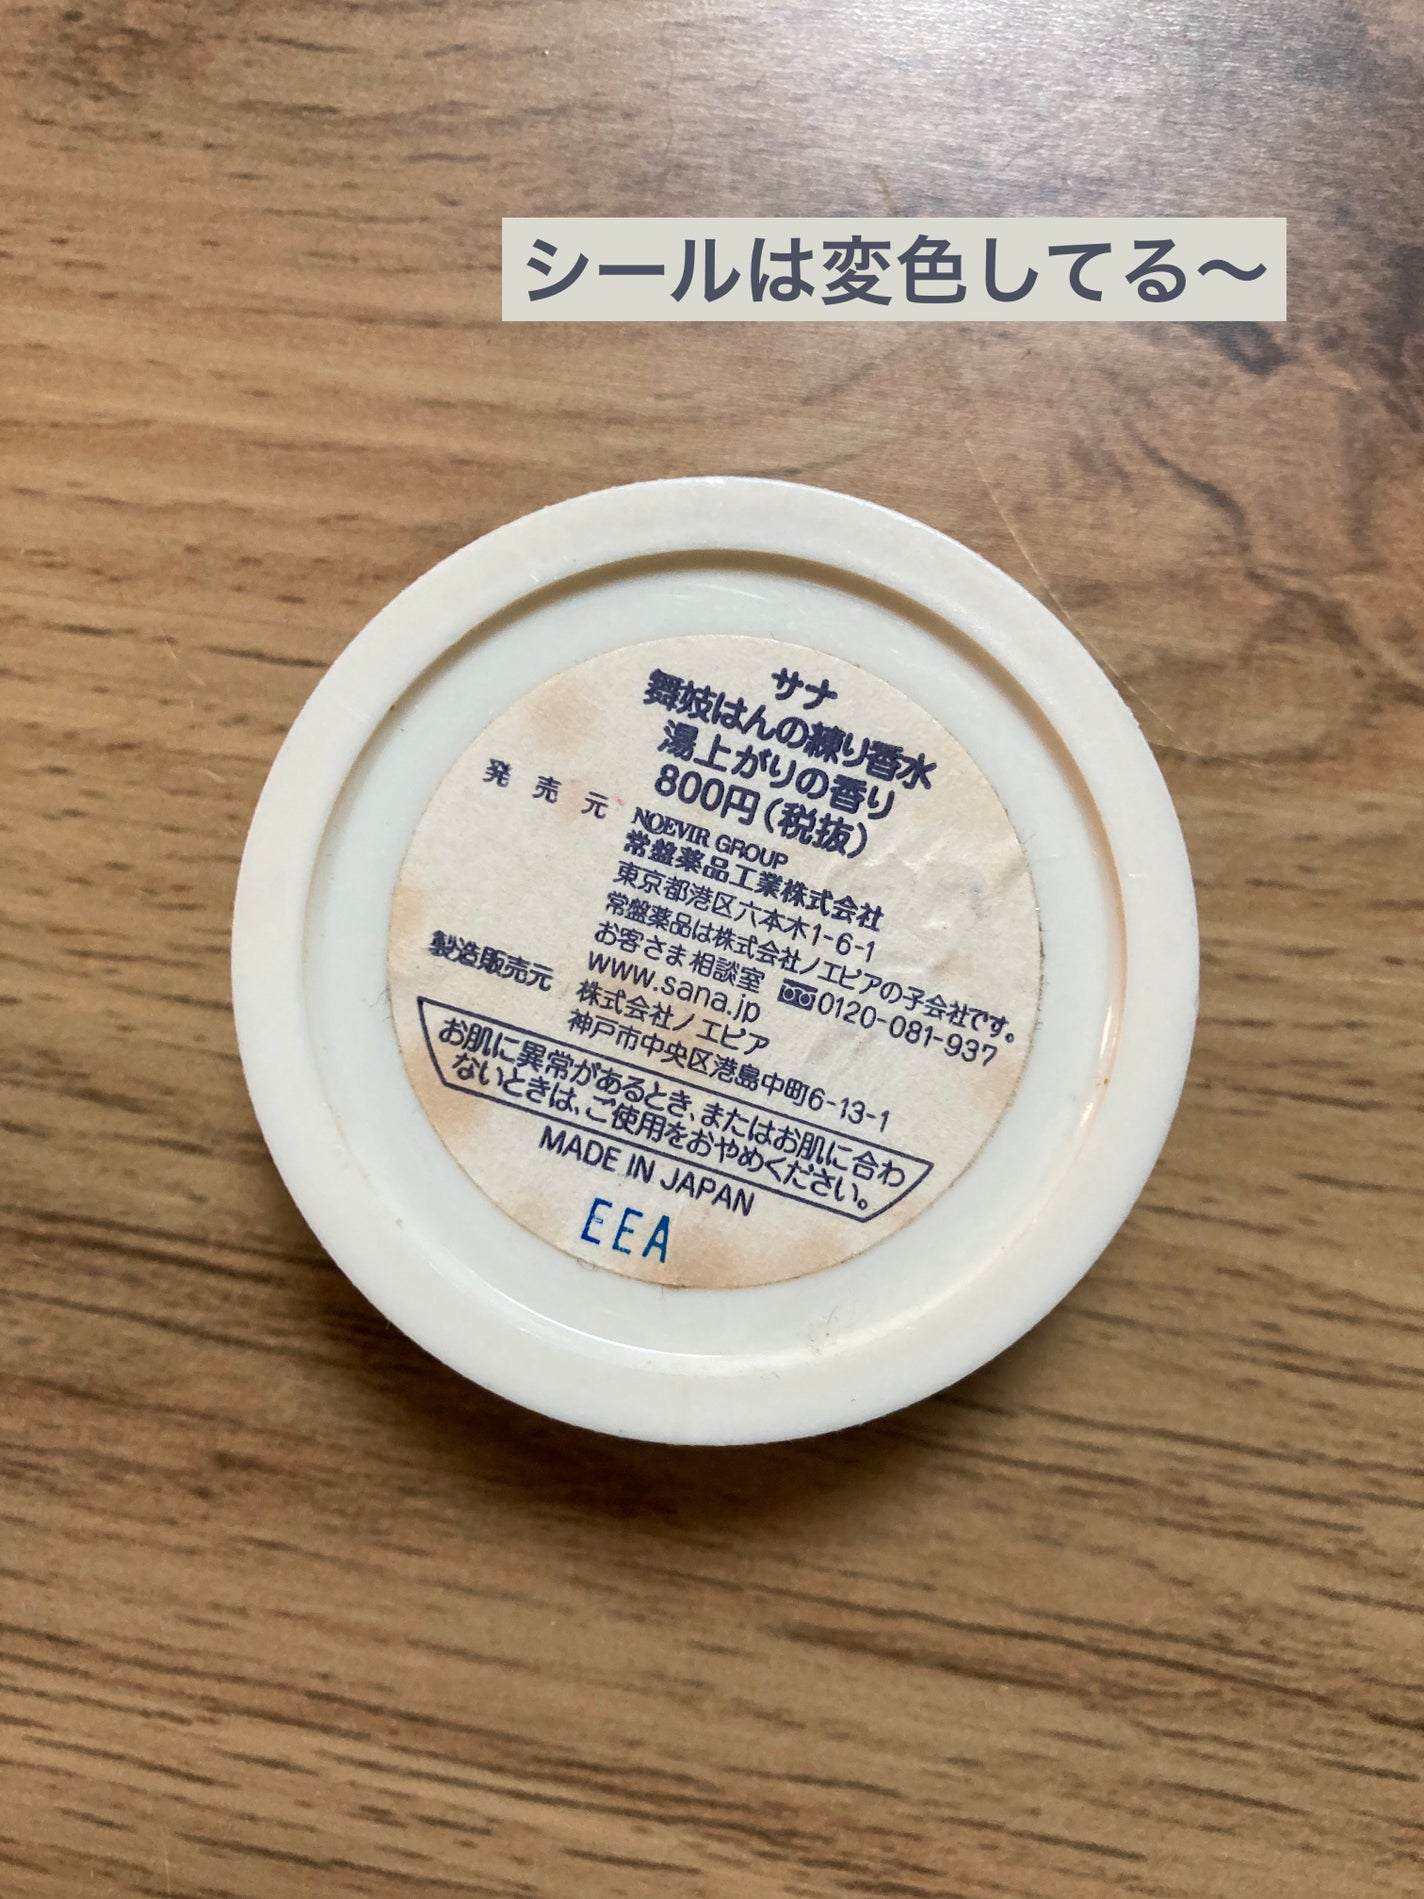 シールは変色してる〜
サナ
舞妓はんの練り香水
湯上がりの香り
800円(税抜)
発売元 NOEVIR GROUP
常盤薬品工業株式会社
東京都港区六本木1-6-1
常盤薬品は株式会社ノエビアの子会社です。
お客さま相談室 0120-081-937
www.sana.jp
製造販売元 株式会社ノエビア
神戸市中央区港島中町6-13-1
お肌に異常があるとき、またはお肌に合わ
ないときは、ご使用をおやめください。
MADE IN JAPAN
EEA